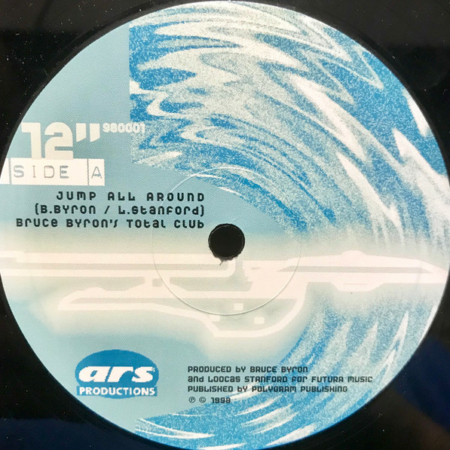 12" 980001
SIDE A
JUMP ALL AROUND
(B.BYRON / L.STANFORD)
BRUCE BYRON'S TOTAL CLUB
ars
PRODUCTIONS
PRODUCED BY BRUCE BYRON
AND LOOCAS STANFORD FOR FUTURA MUSIC
PUBLISHED BY POLYGRAM PUBLISHING
℗ © 1998